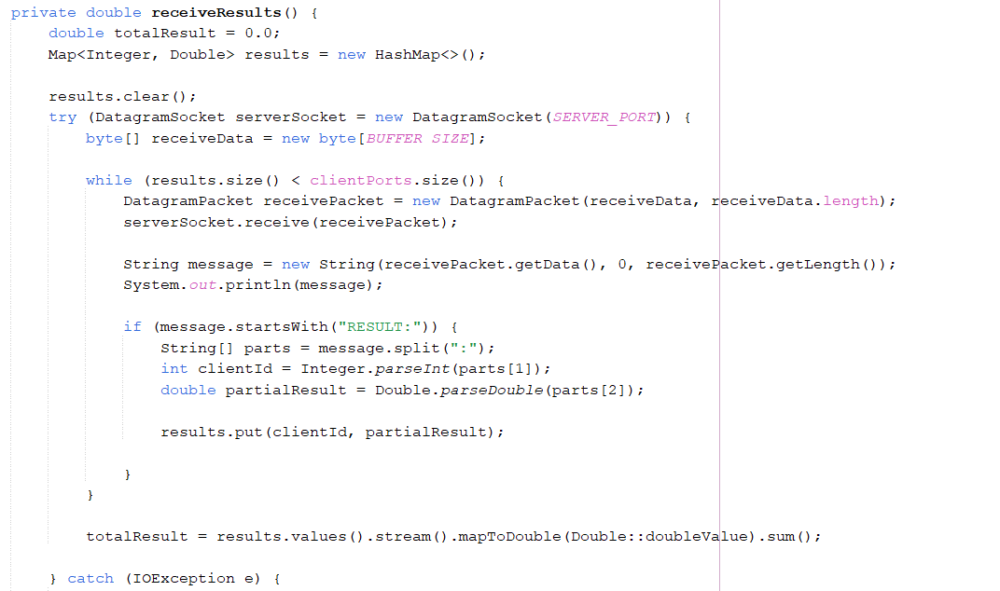 private double receiveResults() {
    double totalResult = 0.0;
    Map<Integer, Double> results = new HashMap<>();
    results.clear();
    try (DatagramSocket serverSocket = new DatagramSocket(SERVER_PORT)) {
        byte[] receiveData = new byte[BUFFER_SIZE];
        while (results.size() < clientPorts.size()) {
            DatagramPacket receivePacket = new DatagramPacket(receiveData, receiveData.length);
            serverSocket.receive(receivePacket);
            String message = new String(receivePacket.getData(), 0, receivePacket.getLength());
            System.out.println(message);
            if (message.startsWith("RESULT:")) {
                String[] parts = message.split(":");
                int clientId = Integer.parseInt(parts[1]);
                double partialResult = Double.parseDouble(parts[2]);
                results.put(clientId, partialResult);
            }
        }
        totalResult = results.values().stream().mapToDouble(Double::doubleValue).sum();
    } catch (IOException e) {